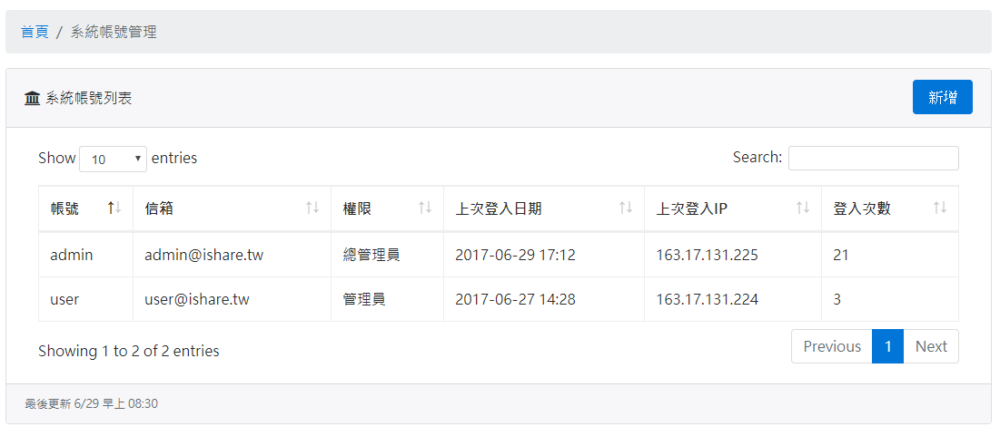 首頁 / 系統帳號管理
系統帳號列表 新增
Show 10 entries Search:
帳號 信箱 權限 上次登入日期 上次登入IP 登入次數
admin admin@ishare.tw 總管理員 2017-06-29 17:12 163.17.131.225 21
user user@ishare.tw 管理員 2017-06-27 14:28 163.17.131.224 3
Showing 1 to 2 of 2 entries Previous 1 Next
最後更新 6/29 早上 08:30